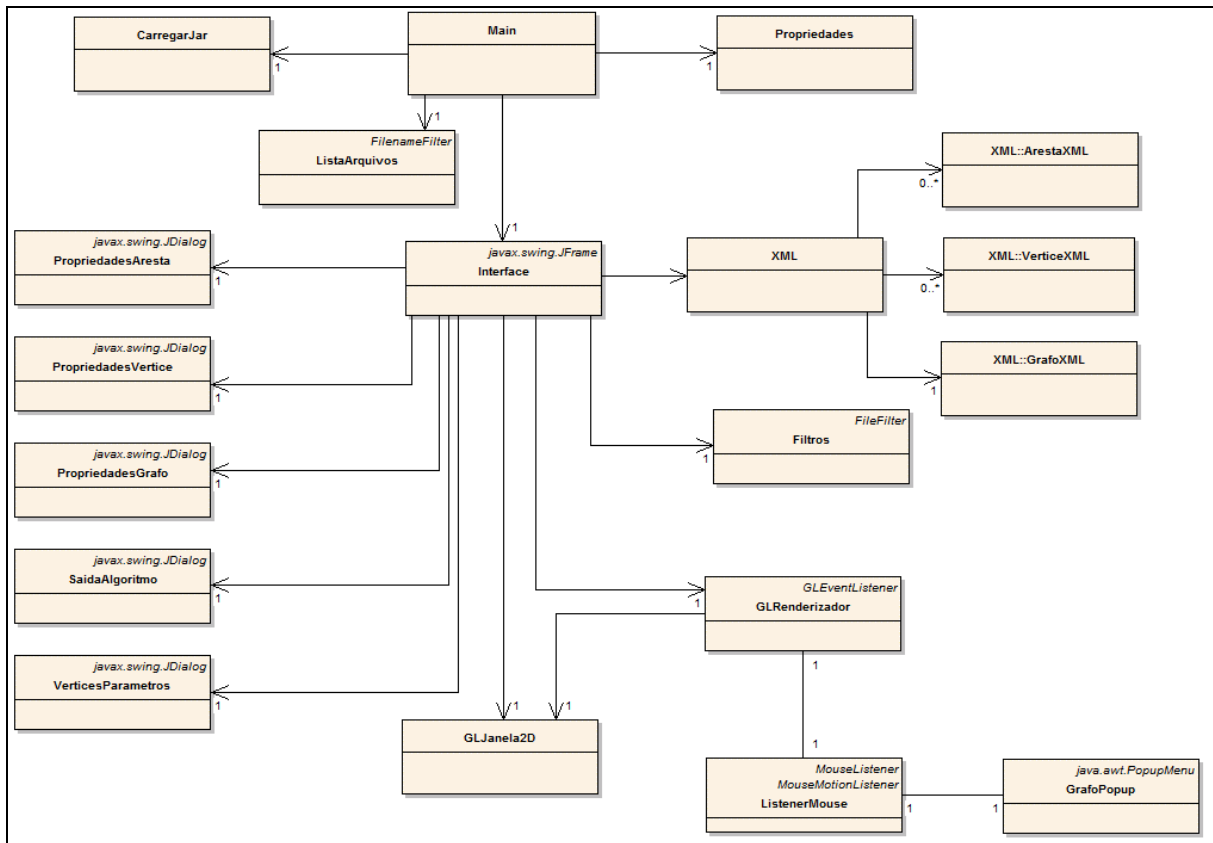 CarregarJar
Main
Propriedades
1
1
1
FilenameFilter
ListaArquivos
XML::ArestaXML
0..*
1
javax.swing.JDialog
PropriedadesAresta
1
javax.swing.JFrame
Interface
XML
XML::VerticeXML
0..*
javax.swing.JDialog
PropriedadesVertice
1
XML::GrafoXML
1
FileFilter
Filtros
1
javax.swing.JDialog
PropriedadesGrafo
1
javax.swing.JDialog
SaidaAlgoritmo
1
GLEventListener
GLRenderizador
1
1
javax.swing.JDialog
VerticesParametros
1
1
1
GLJanela2D
1
MouseListener
MouseMotionListener
ListenerMouse
1
1
java.awt.PopupMenu
GrafoPopup